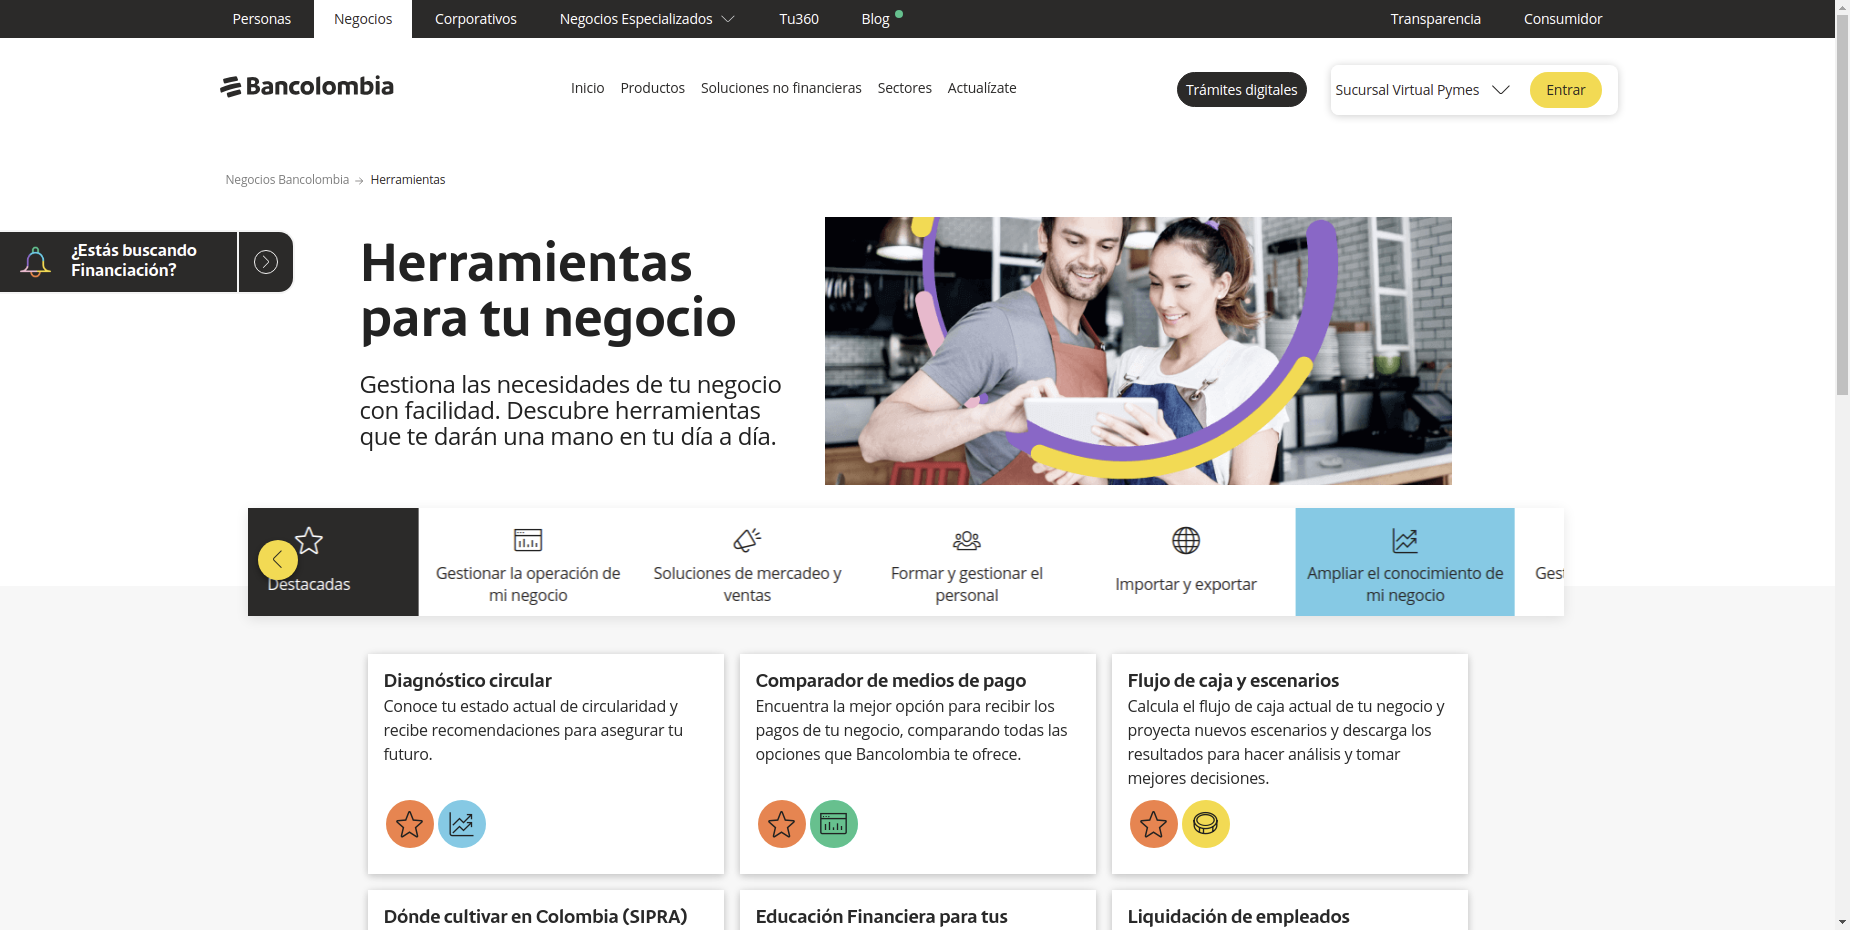 Personas Negocios Corporativos Negocios Especializados Tu360 Blog Transparencia Consumidor
Bancolombia Inicio Productos Soluciones no financieras Sectores Actualízate Trámites digitales Sucursal Virtual Pymes Entrar
Negocios Bancolombia → Herramientas
¿Estás buscando
Financiación?
Herramientas
para tu negocio
Gestiona las necesidades de tu negocio
con facilidad. Descubre herramientas
que te darán una mano en tu día a día.
Destacadas
Gestionar la operación de
mi negocio
Soluciones de mercadeo y
ventas
Formar y gestionar el
personal
Importar y exportar
Ampliar el conocimiento de
mi negocio
Gest
Diagnóstico circular
Conoce tu estado actual de circularidad y
recibe recomendaciones para asegurar tu
futuro.
Comparador de medios de pago
Encuentra la mejor opción para recibir los
pagos de tu negocio, comparando todas las
opciones que Bancolombia te ofrece.
Flujo de caja y escenarios
Calcula el flujo de caja actual de tu negocio y
proyecta nuevos escenarios y descarga los
resultados para hacer análisis y tomar
mejores decisiones.
Dónde cultivar en Colombia (SIPRA)
Educación Financiera para tus
Liquidación de empleados